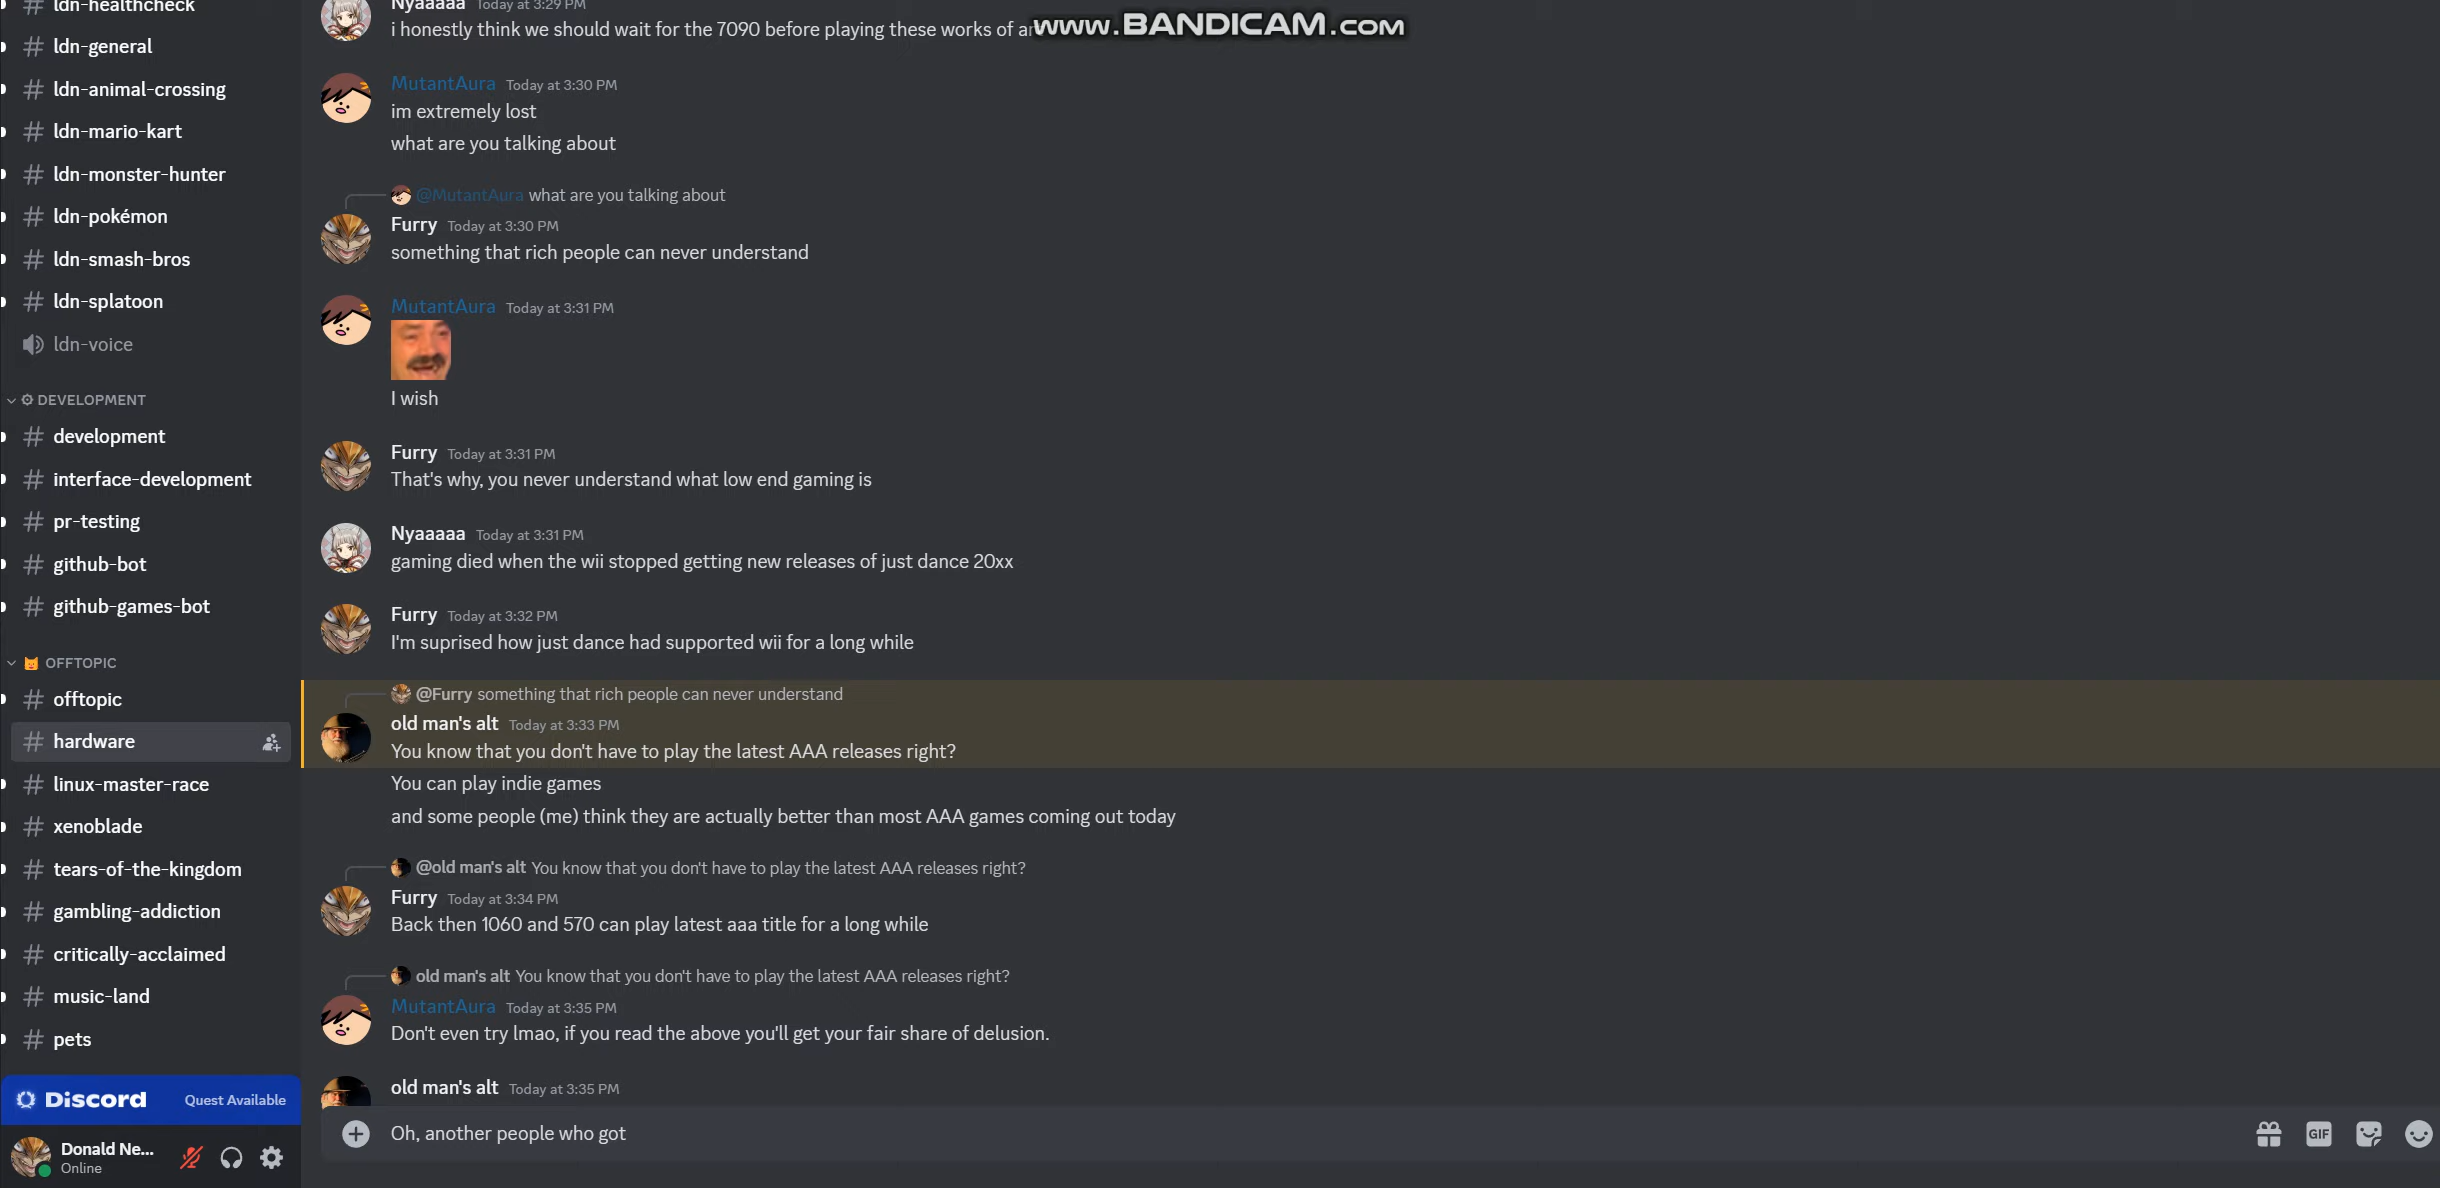 ldn-healthcheck
ldn-general
ldn-animal-crossing
ldn-mario-kart
ldn-monster-hunter
ldn-pokémon
ldn-smash-bros
ldn-splatoon
ldn-voice
DEVELOPMENT
development
interface-development
pr-testing
github-bot
github-games-bot
OFFTOPIC
offtopic
hardware
linux-master-race
xenoblade
tears-of-the-kingdom
gambling-addiction
critically-acclaimed
music-land
pets
Discord Quest Available
Donald Ne...
Online
www.BANDICAM.COM
Nyaaaaa Today at 3:29 PM
i honestly think we should wait for the 7090 before playing these works of
MutantAura Today at 3:30 PM
im extremely lost
what are you talking about
@MutantAura what are you talking about
Furry Today at 3:30 PM
something that rich people can never understand
MutantAura Today at 3:31 PM
I wish
Furry Today at 3:31 PM
That's why, you never understand what low end gaming is
Nyaaaaa Today at 3:31 PM
gaming died when the wii stopped getting new releases of just dance 20xx
Furry Today at 3:32 PM
I'm suprised how just dance had supported wii for a long while
@Furry something that rich people can never understand
old man's alt Today at 3:33 PM
You know that you don't have to play the latest AAA releases right?
You can play indie games
and some people (me) think they are actually better than most AAA games coming out today
@old man's alt You know that you don't have to play the latest AAA releases right?
Furry Today at 3:34 PM
Back then 1060 and 570 can play latest aaa title for a long while
old man's alt You know that you don't have to play the latest AAA releases right?
MutantAura Today at 3:35 PM
Don't even try lmao, if you read the above you'll get your fair share of delusion.
old man's alt Today at 3:35 PM
Oh, another people who got
GIF